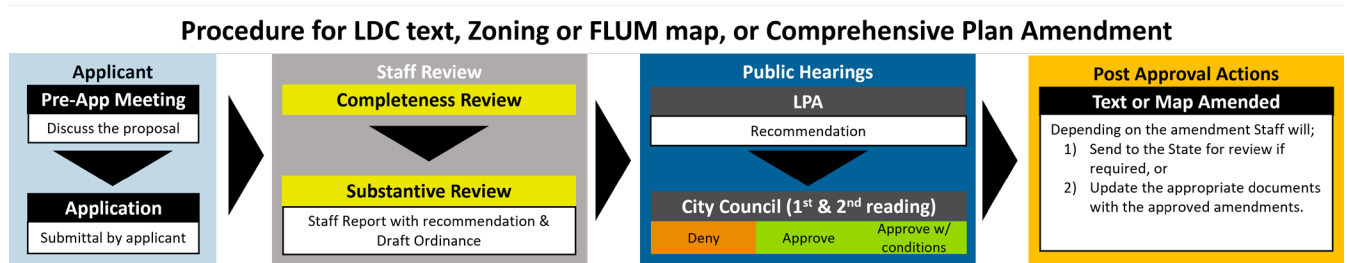 Procedure for LDC text, Zoning or FLUM map, or Comprehensive Plan Amendment
Applicant
Pre-App Meeting
Discuss the proposal
Application
Submittal by applicant
Staff Review
Completeness Review
Substantive Review
Staff Report with recommendation &
Draft Ordinance
Public Hearings
LPA
Recommendation
City Council (1st & 2nd reading)
Deny
Approve
Approve w/
conditions
Post Approval Actions
Text or Map Amended
Depending on the amendment Staff will;
1) Send to the State for review if
required, or
2) Update the appropriate documents
with the approved amendments.